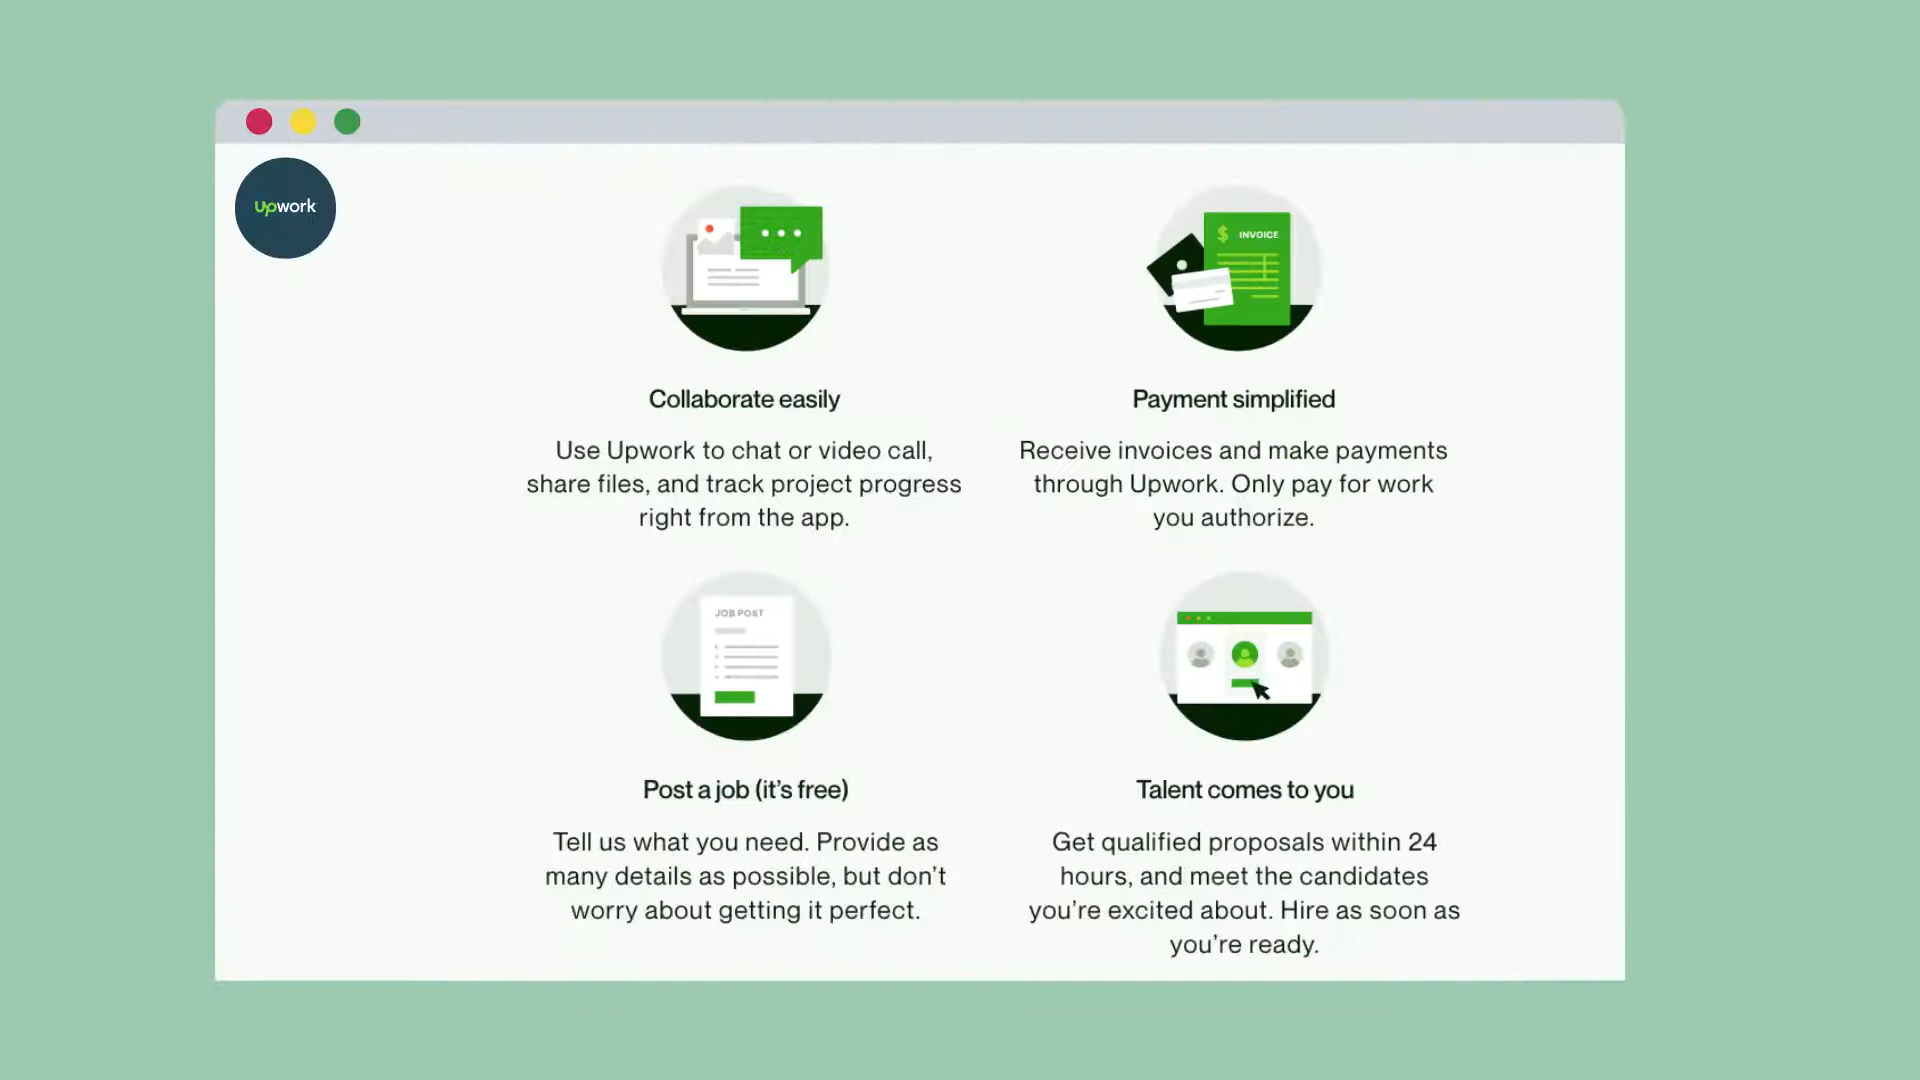 upwork
INVOICE
Collaborate easily
Use Upwork to chat or video call,
share files, and track project progress
right from the app.
Payment simplified
Receive invoices and make payments
through Upwork. Only pay for work
you authorize.
JOB POST
Post a job (it’s free)
Tell us what you need. Provide as
many details as possible, but don’t
worry about getting it perfect.
Talent comes to you
Get qualified proposals within 24
hours, and meet the candidates
you’re excited about. Hire as soon as
you’re ready.